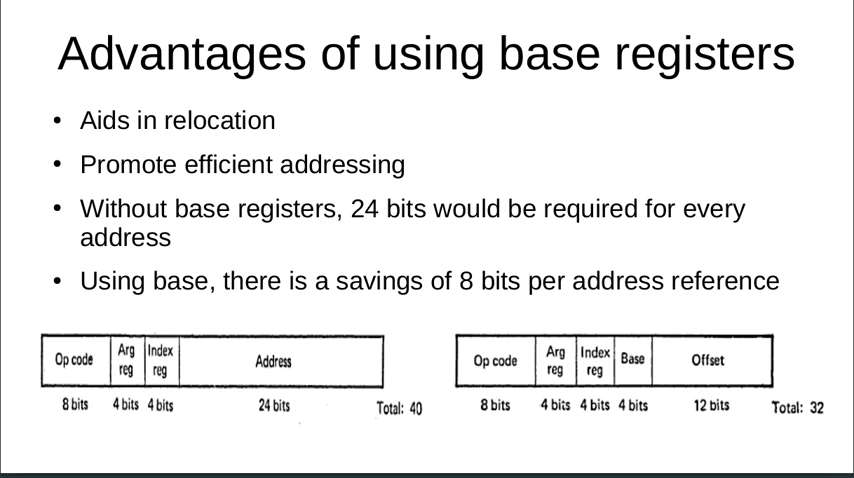 Advantages of using base registers
• Aids in relocation
• Promote efficient addressing
• Without base registers, 24 bits would be required for every
address
• Using base, there is a savings of 8 bits per address reference
Op code Arg reg Index reg Address
8 bits 4 bits 4 bits 24 bits Total: 40
Op code Arg reg Index reg Base Offset
8 bits 4 bits 4 bits 4 bits 12 bits Total: 32